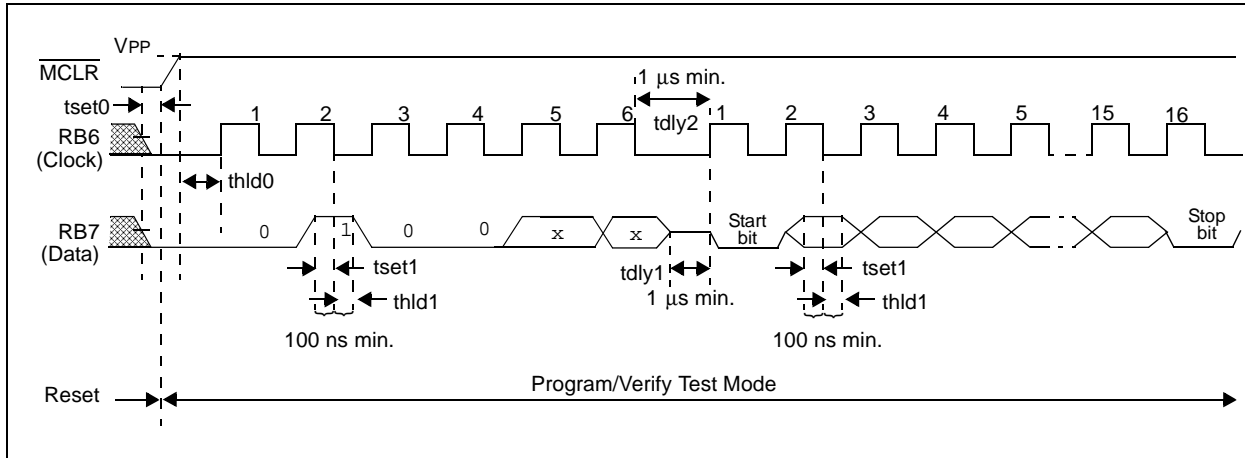 VPP
MCLR
1 μs min.
tset0
1 2 3 4 5 6 tdly2 1 2 3 4 5 15 16
RB6
(Clock)
thld0
RB7
(Data)
0 1 0 0 x x
Start
bit
Stop
bit
tset1
tdly1
tset1
thld1
1 μs min.
thld1
100 ns min.
100 ns min.
Reset
Program/Verify Test Mode